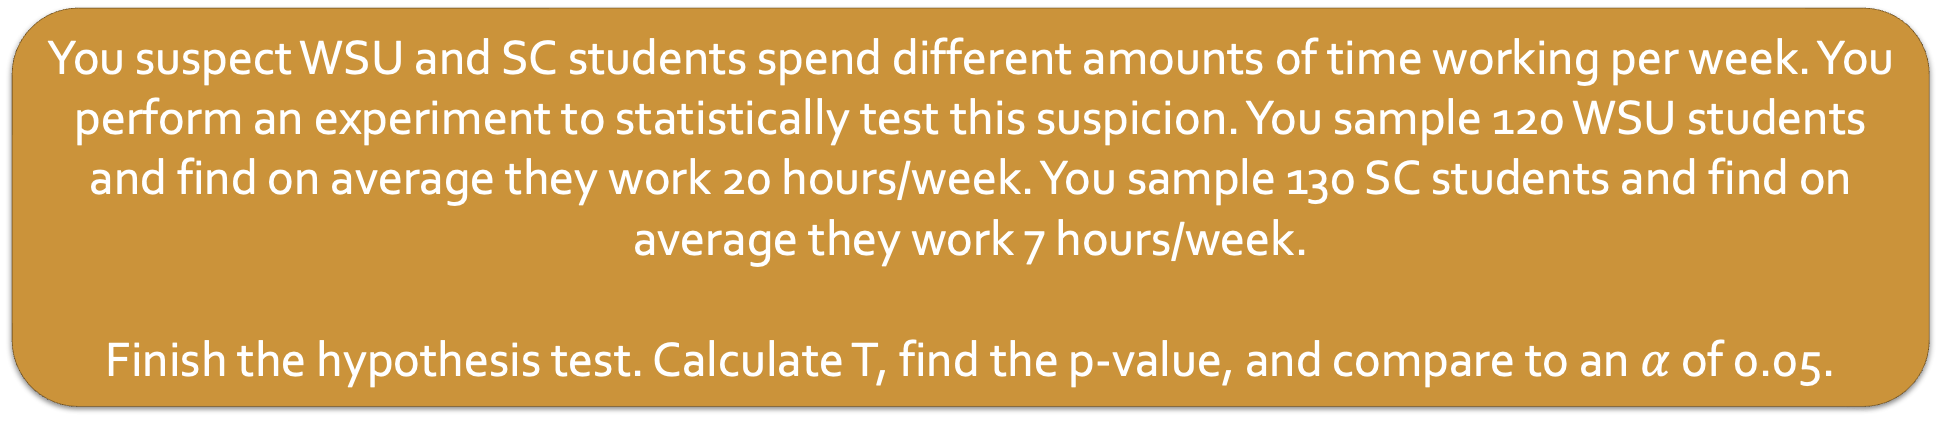 You suspect WSU and SC students spend different amounts of time working per week. You
perform an experiment to statistically test this suspicion. You sample 120 WSU students
and find on average they work 20 hours/week. You sample 130 SC students and find on
average they work 7 hours/week.
Finish the hypothesis test. Calculate T, find the p-value, and compare to an 𝛼 of 0.05.